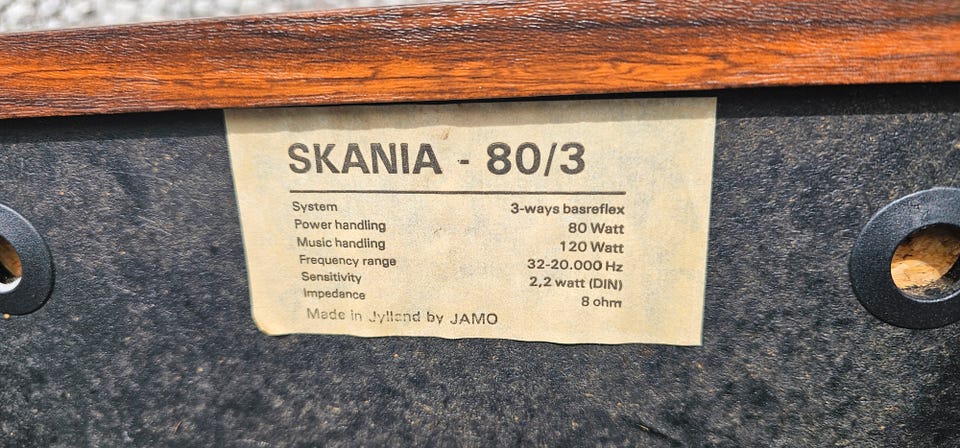 SKANIA - 80/3
System 3-ways basreflex
Power handling 80 Watt
Music handling 120 Watt
Frequency range 32-20.000 Hz
Sensitivity 2,2 watt (DIN)
Impedance 8 ohm
Made in Jylland by JAMO